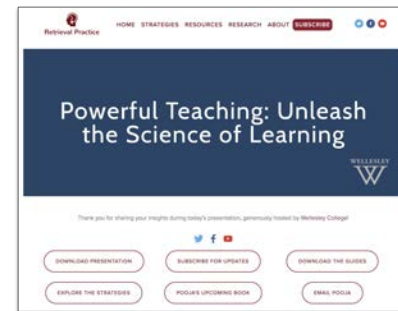 Retrieval Practice
HOME STRATEGIES RESOURCES RESEARCH ABOUT SUBSCRIBE
Powerful Teaching: Unleash
the Science of Learning
WELLESLEY
W
Thank you for sharing your insights during today's presentation, generously hosted by Wellesley College!
DOWNLOAD PRESENTATION
SUBSCRIBE FOR UPDATES
DOWNLOAD THE GUIDES
EXPLORE THE STRATEGIES
POOJA'S UPCOMING BOOK
EMAIL POOJA